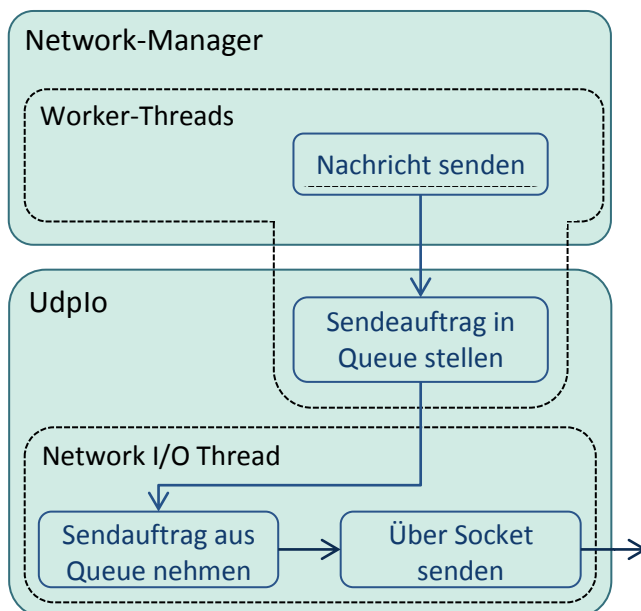 Network-Manager
Worker-Threads
Nachricht senden
UdpIo
Sendeauftrag in
Queue stellen
Network I/O Thread
Sendauftrag aus
Queue nehmen
Über Socket
senden